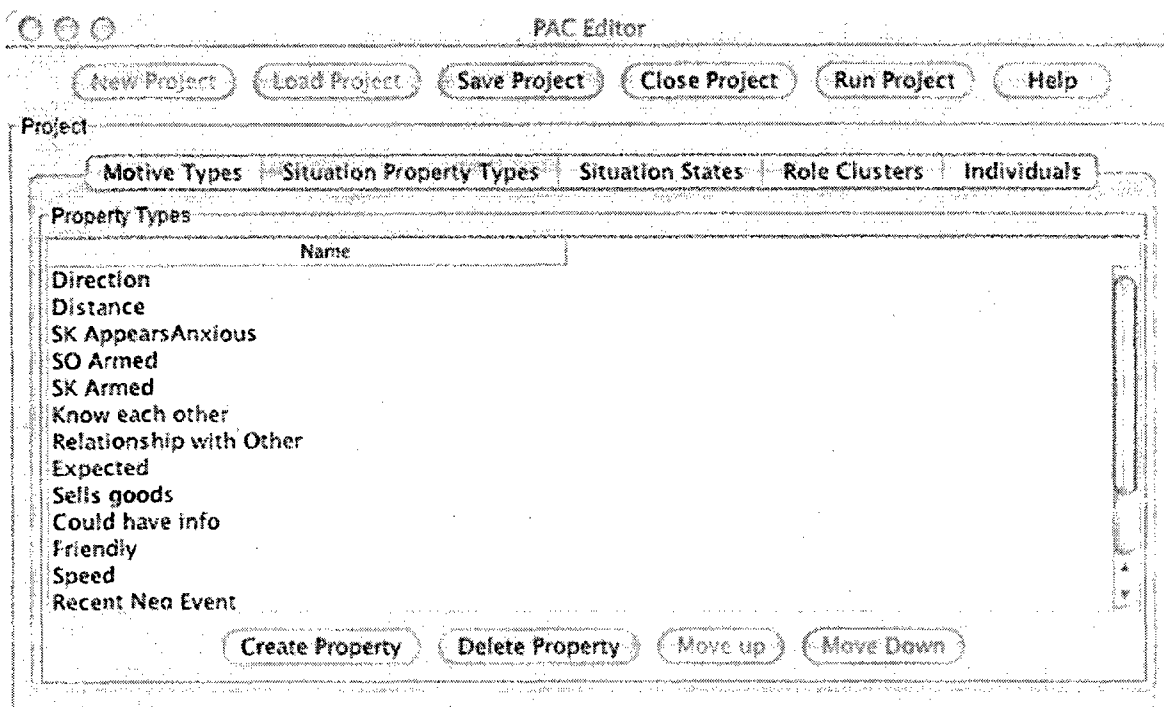 PAC Editor
New Project Load Project Save Project Close Project Run Project Help
Project
Motive Types Situation Property Types Situation States Role Clusters Individuals
Property Types
Name
Direction
Distance
SK AppearsAnxious
SO Armed
SK Armed
Know each other
Relationship with Other
Expected
Sells goods
Could have info
Friendly
Speed
Recent Neg Event
Create Property Delete Property Move up Move Down